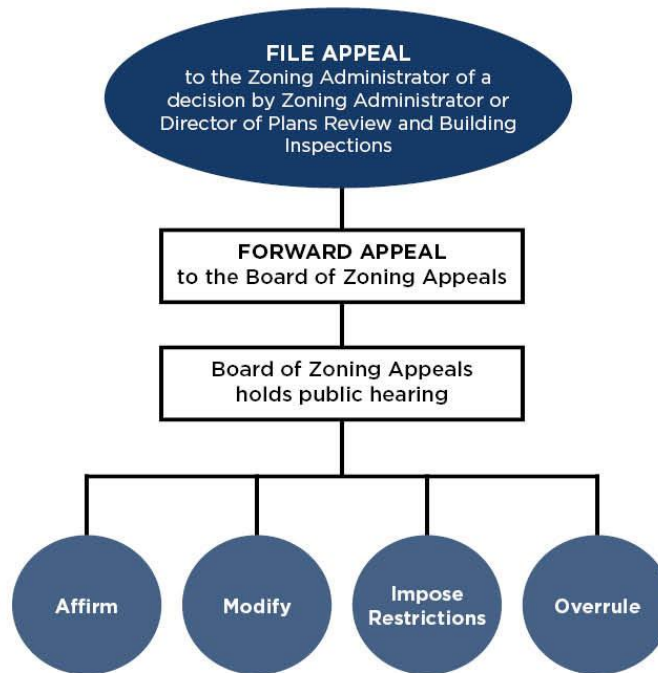 FILE APPEAL
to the Zoning Administrator of a
decision by Zoning Administrator or
Director of Plans Review and Building
Inspections
FORWARD APPEAL
to the Board of Zoning Appeals
Board of Zoning Appeals
holds public hearing
Affirm
Modify
Impose
Restrictions
Overrule